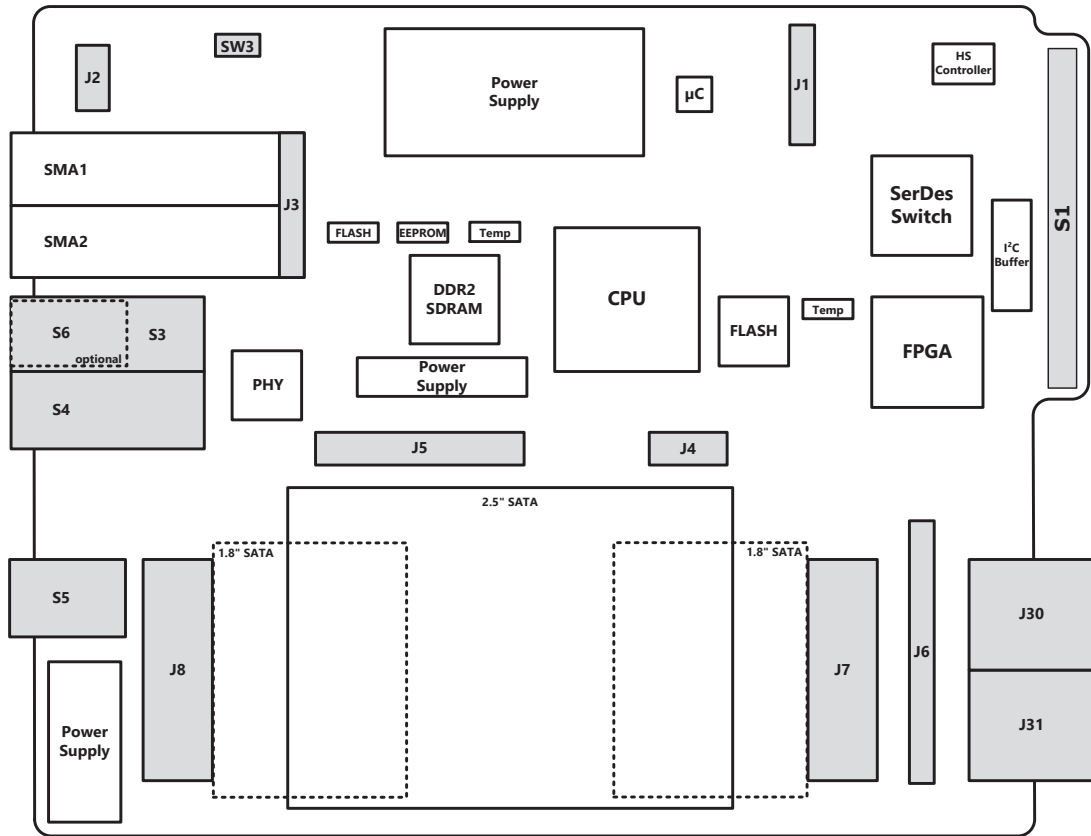 J2
SW3
Power
Supply
µC
J1
HS
Controller
SMA1
SMA2
J3
SerDes
Switch
S1
I²C
Buffer
FLASH
EEPROM
Temp
DDR2
SDRAM
CPU
FLASH
Temp
FPGA
S6
optional
S3
S4
PHY
Power
Supply
J5
J4
2.5" SATA
1.8" SATA
1.8" SATA
S5
J8
J7
J6
J30
J31
Power
Supply